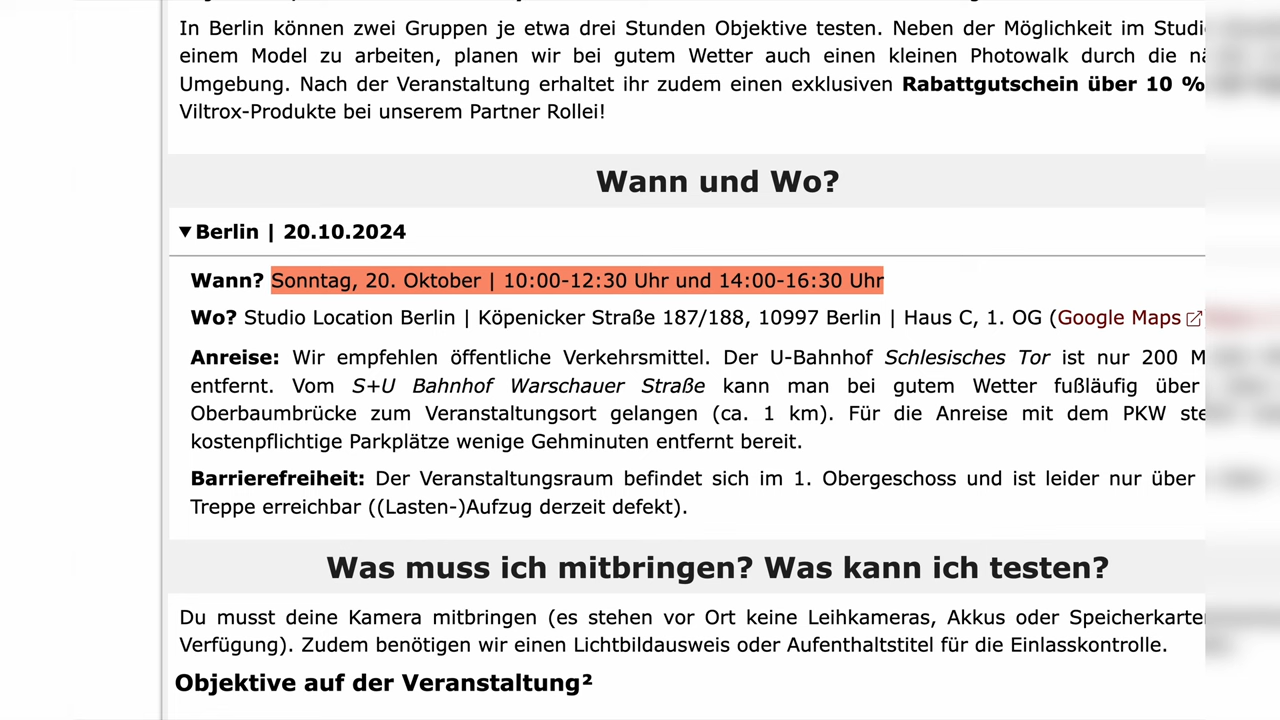 In Berlin können zwei Gruppen je etwa drei Stunden Objektive testen. Neben der Möglichkeit im
einem Model zu arbeiten, planen wir bei gutem Wetter auch einen kleinen Photowalk durch die
Umgebung. Nach der Veranstaltung erhaltet ihr zudem einen exklusiven Rabattgutschein über 10 %
Viltrox-Produkte bei unserem Partner Rollei!
Wann und Wo?
▼Berlin | 20.10.2024
Wann? Sonntag, 20. Oktober | 10:00-12:30 Uhr und 14:00-16:30 Uhr
Wo? Studio Location Berlin | Köpenicker Straße 187/188, 10997 Berlin | Haus C, 1. OG (Google Maps
Anreise: Wir empfehlen öffentliche Verkehrsmittel. Der U-Bahnhof Schlesisches Tor ist nur 200
entfernt. Vom S+U Bahnhof Warschauer Straße kann man bei gutem Wetter fußläufig über
Oberbaumbrücke zum Veranstaltungsort gelangen (ca. 1 km). Für die Anreise mit dem PKW
kostenpflichtige Parkplätze wenige Gehminuten entfernt bereit.
Barrierefreiheit: Der Veranstaltungsraum befindet sich im 1. Obergeschoss und ist leider nur über
Treppe erreichbar ((Lasten-)Aufzug derzeit defekt).
Was muss ich mitbringen? Was kann ich testen?
Du musst deine Kamera mitbringen (es stehen vor Ort keine Leihkameras, Akkus oder Speicherkarten
Verfügung). Zudem benötigen wir einen Lichtbildausweis oder Aufenthaltstitel für die Einlasskontrolle.
Objektive auf der Veranstaltung²